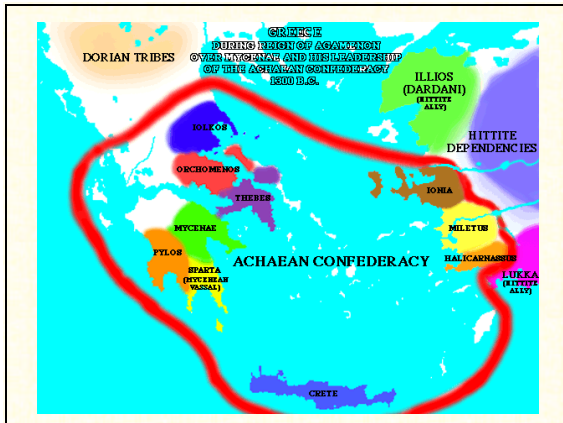 GREECE
DURING REIGN OF AGAMENON
OVER MYCENAE AND HIS LEADERSHIP
OF THE ACHAEAN CONFEDERACY
1300 B.C.
DORIAN TRIBES
ILLIOS
(DARDANI)
(HITTITE
ALLY)
HITTITE
DEPENDENCIES
IOLKOS
ORCHOMENOS
THEBES
IONIA
MYCENAE
MILETUS
PYLOS
SPARTA
(MYCENEAN
VASSAL)
ACHAEAN CONFEDERACY
HALICARNASSUS
LUKKA
(HITTITE
ALLY)
CRETE